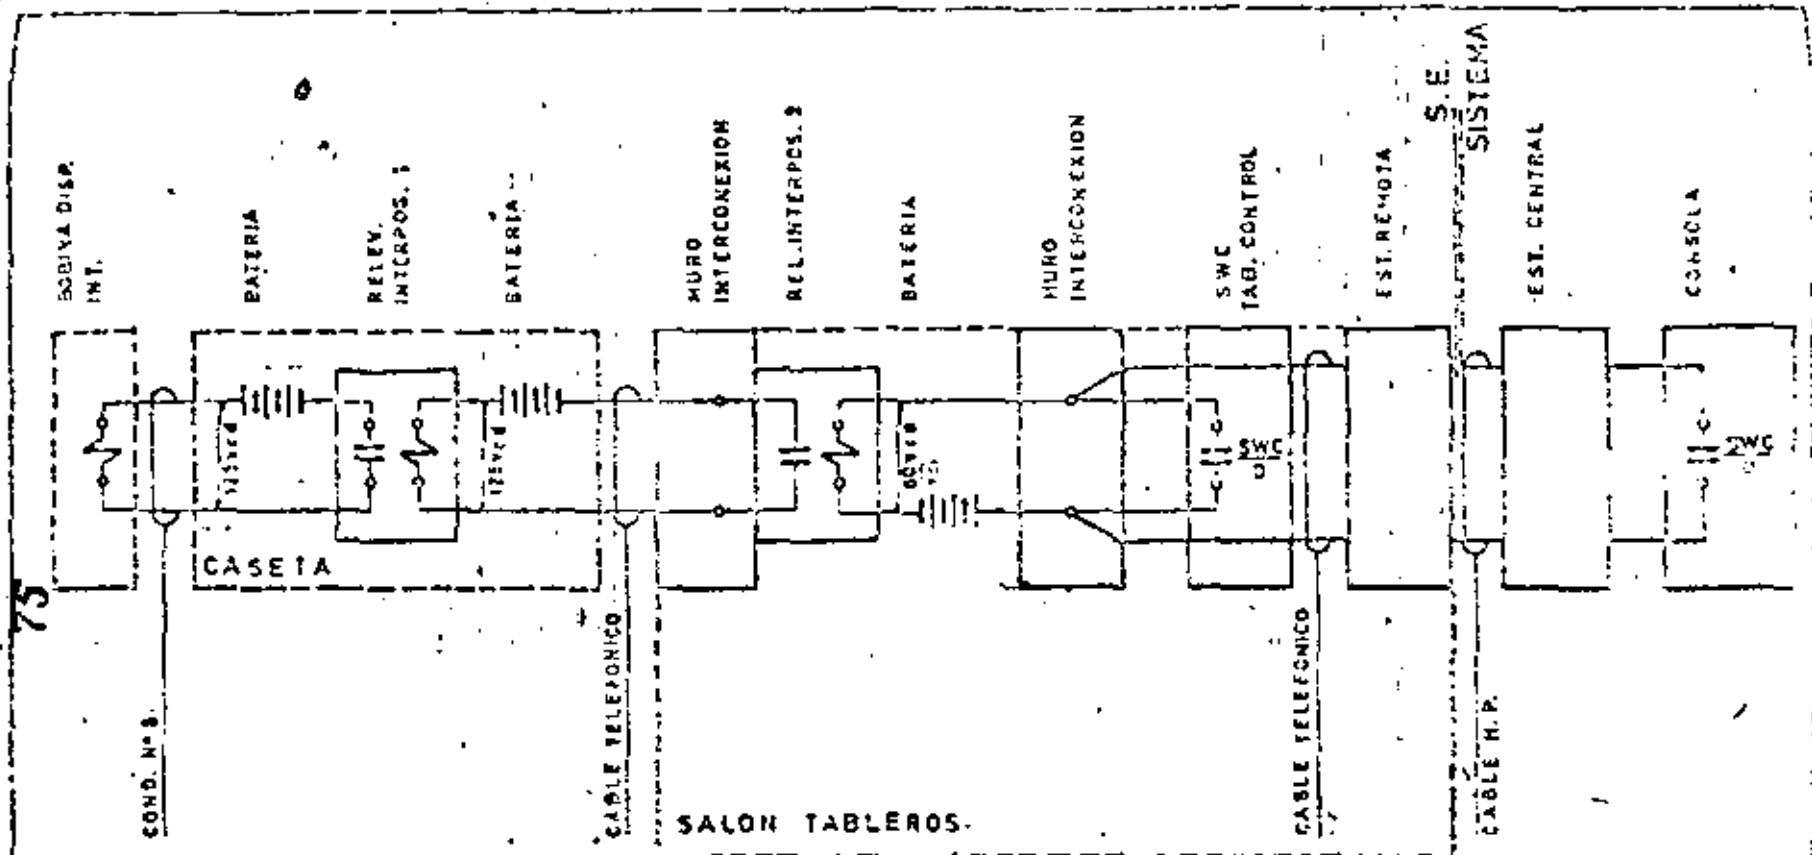 BOBINA DISP.
INT.
BATERIA
RELEV.
INTERPOS. 1
BATERIA
MURO
INTERCONEXION
REL.INTERPOS. 2
BATERIA
MURO
INTERCONEXION
SWC
TAB. CONTROL
EST. REMOTA
S. E.
SISTEMA
EST. CENTRAL
CONSOLA
125Vcd
125Vcd
SWC
SWC
CASETA
75
COND. Nº 8
CABLE TELEFONICO
SALON TABLEROS.
CABLE TELEFONICO
CABLE H.P.